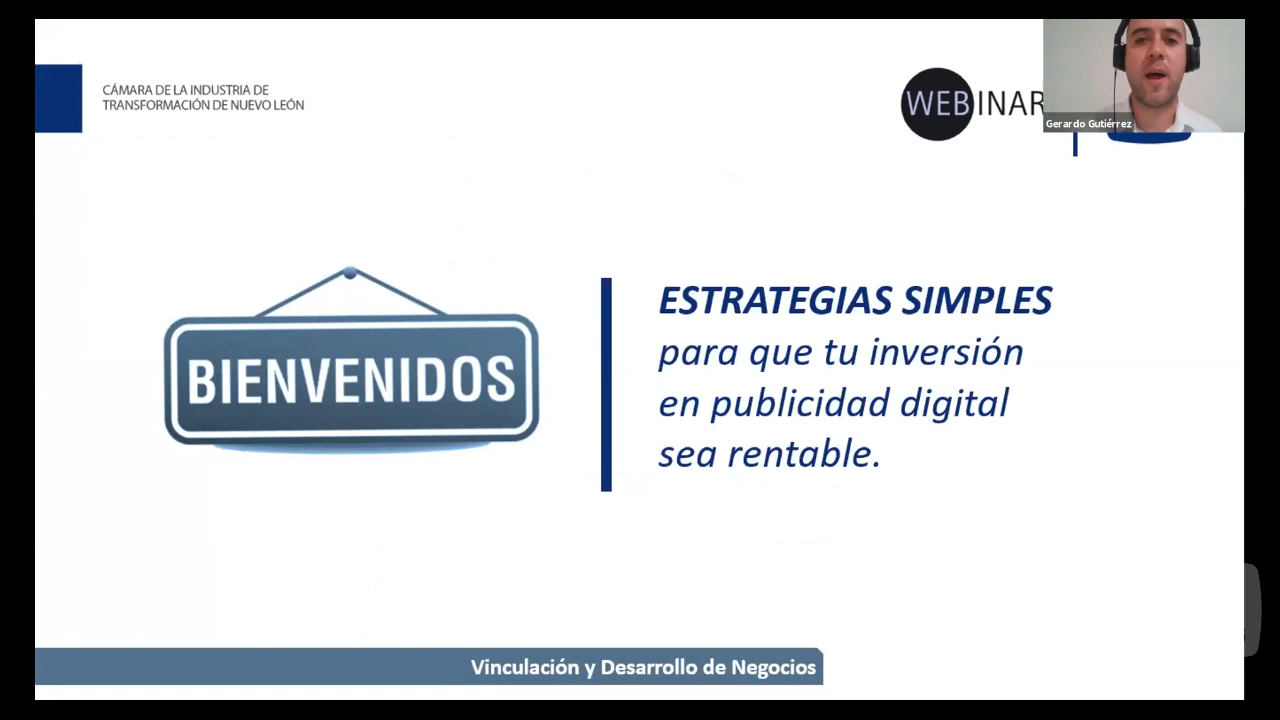 CÁMARA DE LA INDUSTRIA DE
TRANSFORMACIÓN DE NUEVO LEÓN
WEBINAR
Gerardo Gutiérrez
BIENVENIDOS
ESTRATEGIAS SIMPLES
para que tu inversión
en publicidad digital
sea rentable.
Vinculación y Desarrollo de Negocios